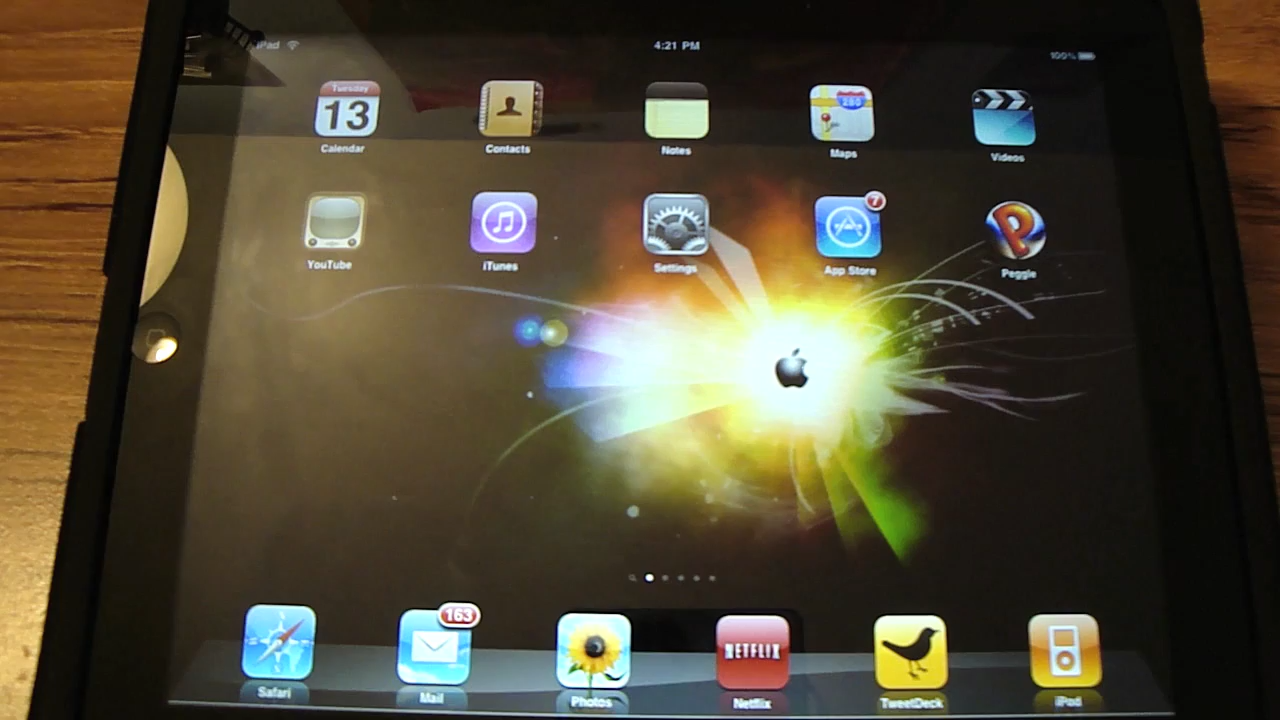 iPad 4:21 PM 100%
Tuesday
13 280
Calendar Contacts Notes Maps Videos
7
P
YouTube iTunes Settings App Store Peggle
163
NETFLIX
Safari Mail Photos Netflix TweetDeck iPod